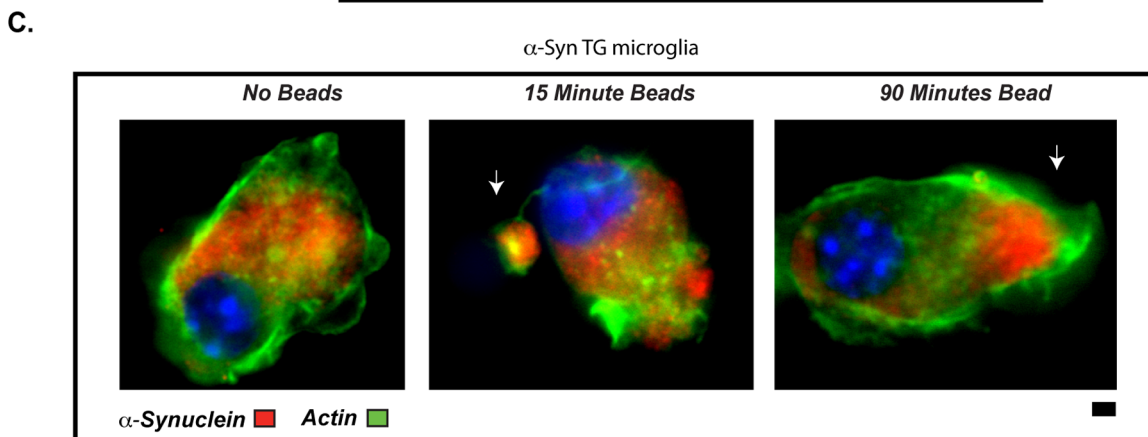 C.
α-Syn TG microglia
No Beads
15 Minute Beads
90 Minutes Bead
α-Synuclein
Actin